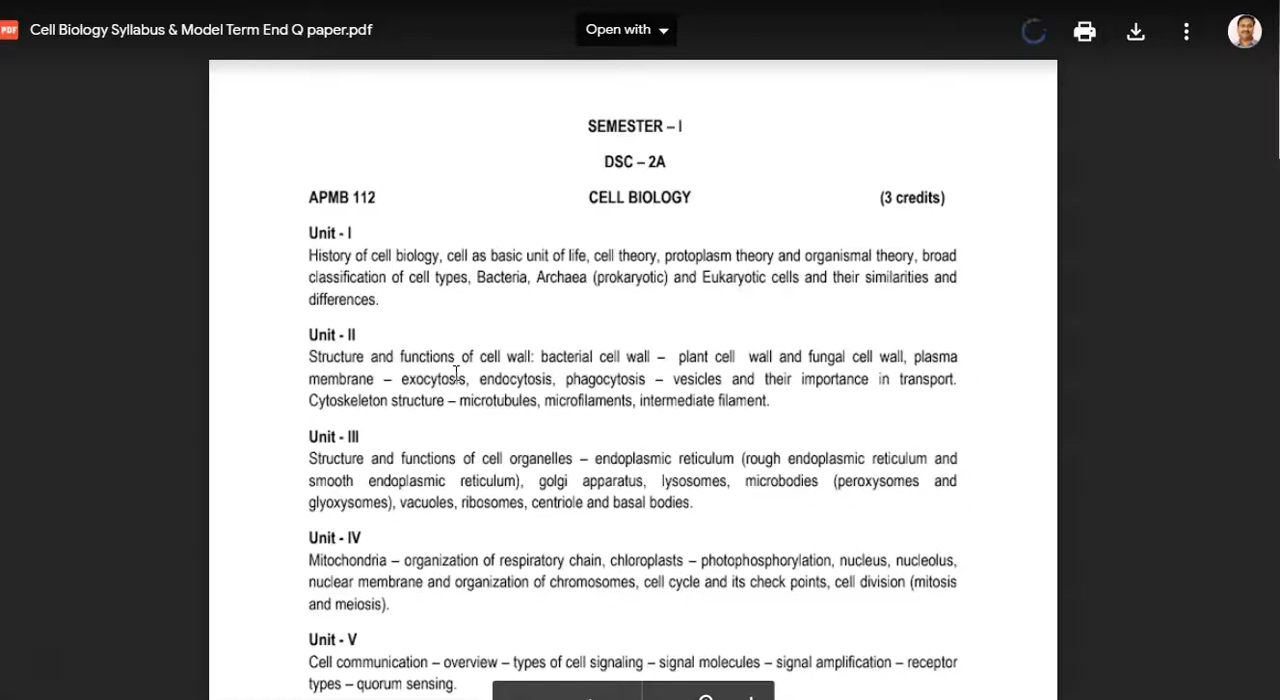 PDF Cell Biology Syllabus & Model Term End Q paper.pdf Open with
SEMESTER – I
DSC – 2A
APMB 112 CELL BIOLOGY (3 credits)
Unit - I
History of cell biology, cell as basic unit of life, cell theory, protoplasm theory and organismal theory, broad
classification of cell types, Bacteria, Archaea (prokaryotic) and Eukaryotic cells and their similarities and
differences.
Unit - II
Structure and functions of cell wall: bacterial cell wall – plant cell wall and fungal cell wall, plasma
membrane – exocytosis, endocytosis, phagocytosis – vesicles and their importance in transport.
Cytoskeleton structure – microtubules, microfilaments, intermediate filament.
Unit - III
Structure and functions of cell organelles – endoplasmic reticulum (rough endoplasmic reticulum and
smooth endoplasmic reticulum), golgi apparatus, lysosomes, microbodies (peroxysomes and
glyoxysomes), vacuoles, ribosomes, centriole and basal bodies.
Unit - IV
Mitochondria – organization of respiratory chain, chloroplasts – photophosphorylation, nucleus, nucleolus,
nuclear membrane and organization of chromosomes, cell cycle and its check points, cell division (mitosis
and meiosis).
Unit - V
Cell communication – overview – types of cell signaling – signal molecules – signal amplification – receptor
types – quorum sensing.